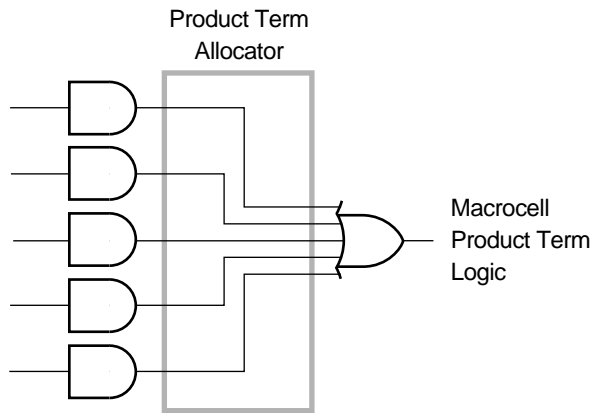 Product Term
Allocator
Macrocell
Product Term
Logic